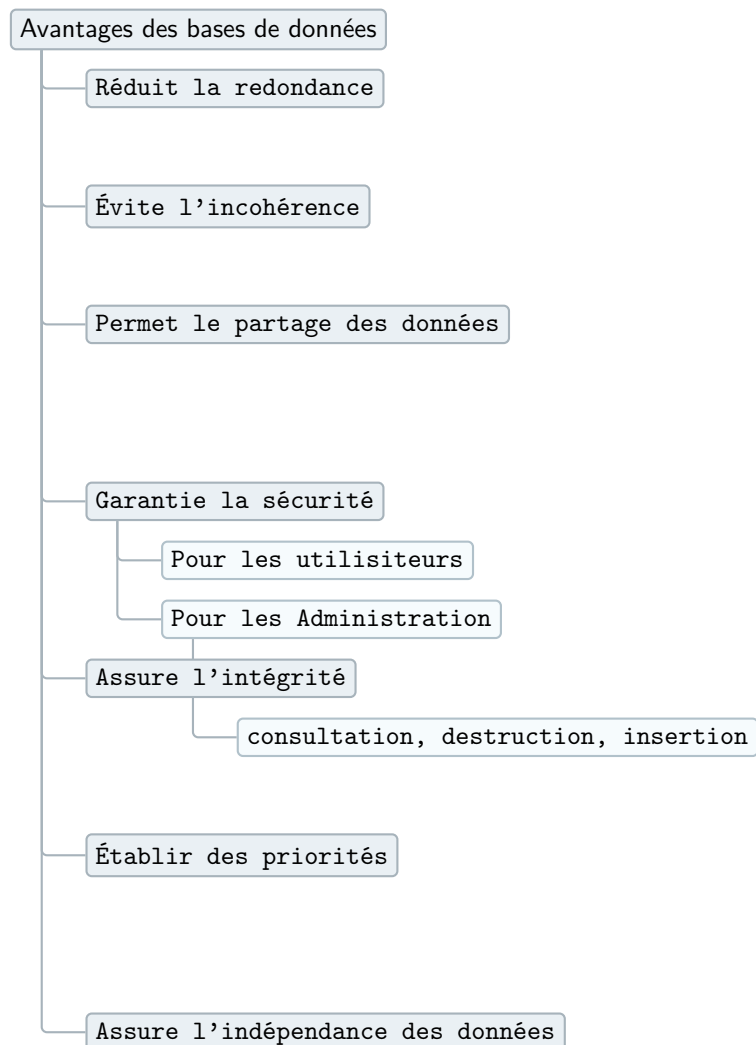 Avantages des bases de données
Réduit la redondance
Évite l'incohérence
Permet le partage des données
Garantie la sécurité
Pour les utilisiteurs
Pour les Administration
Assure l'intégrité
consultation, destruction, insertion
Établir des priorités
Assure l'indépendance des données